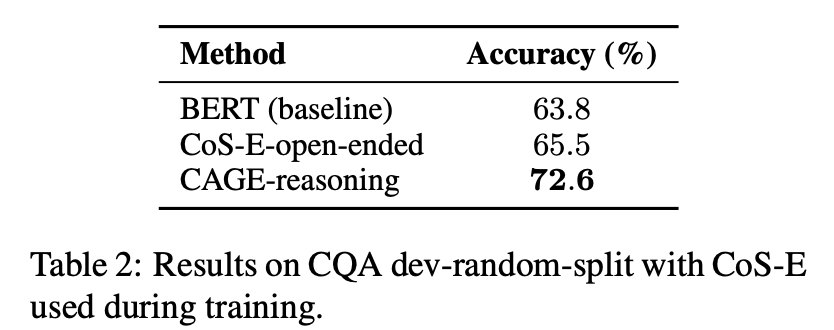 Method Accuracy (%)
BERT (baseline) 63.8
CoS-E-open-ended 65.5
CAGE-reasoning 72.6
Table 2: Results on CQA dev-random-split with CoS-E
used during training.